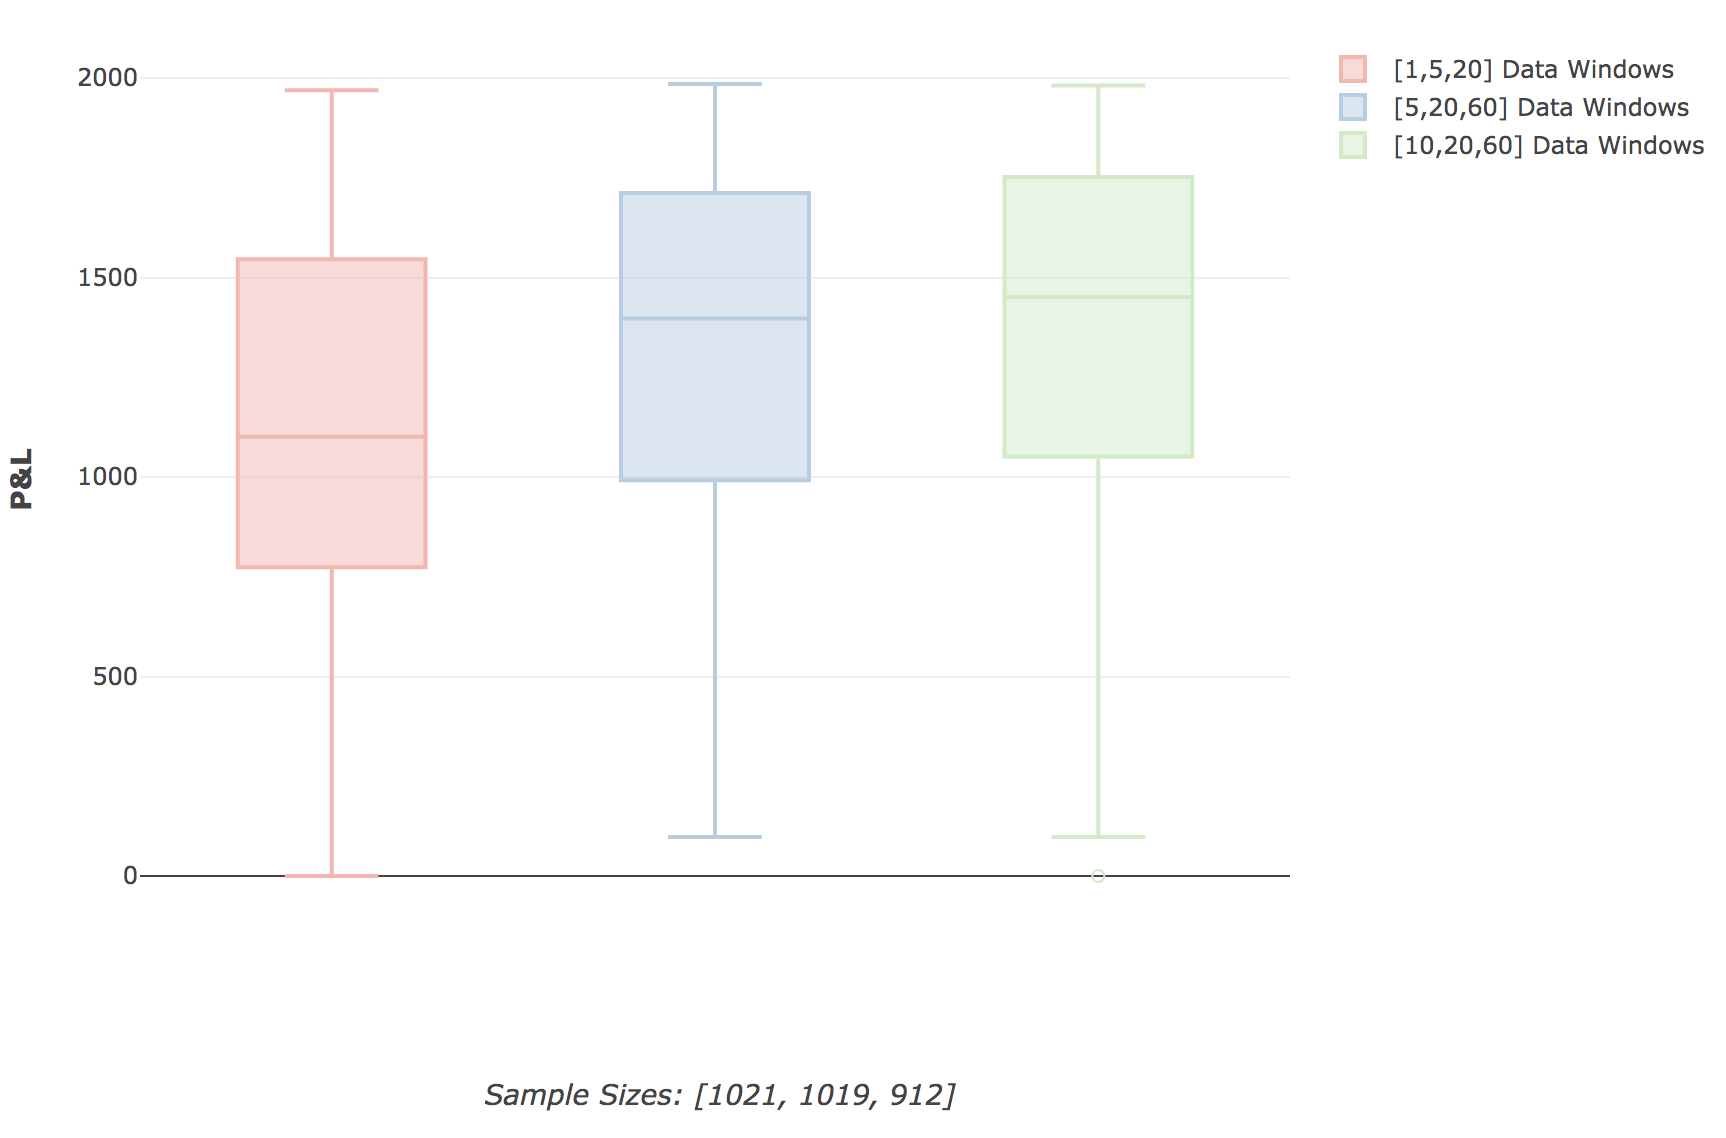 [1,5,20] Data Windows
[5,20,60] Data Windows
[10,20,60] Data Windows
2000
1500
1000
500
0
P&L
Sample Sizes: [1021, 1019, 912]